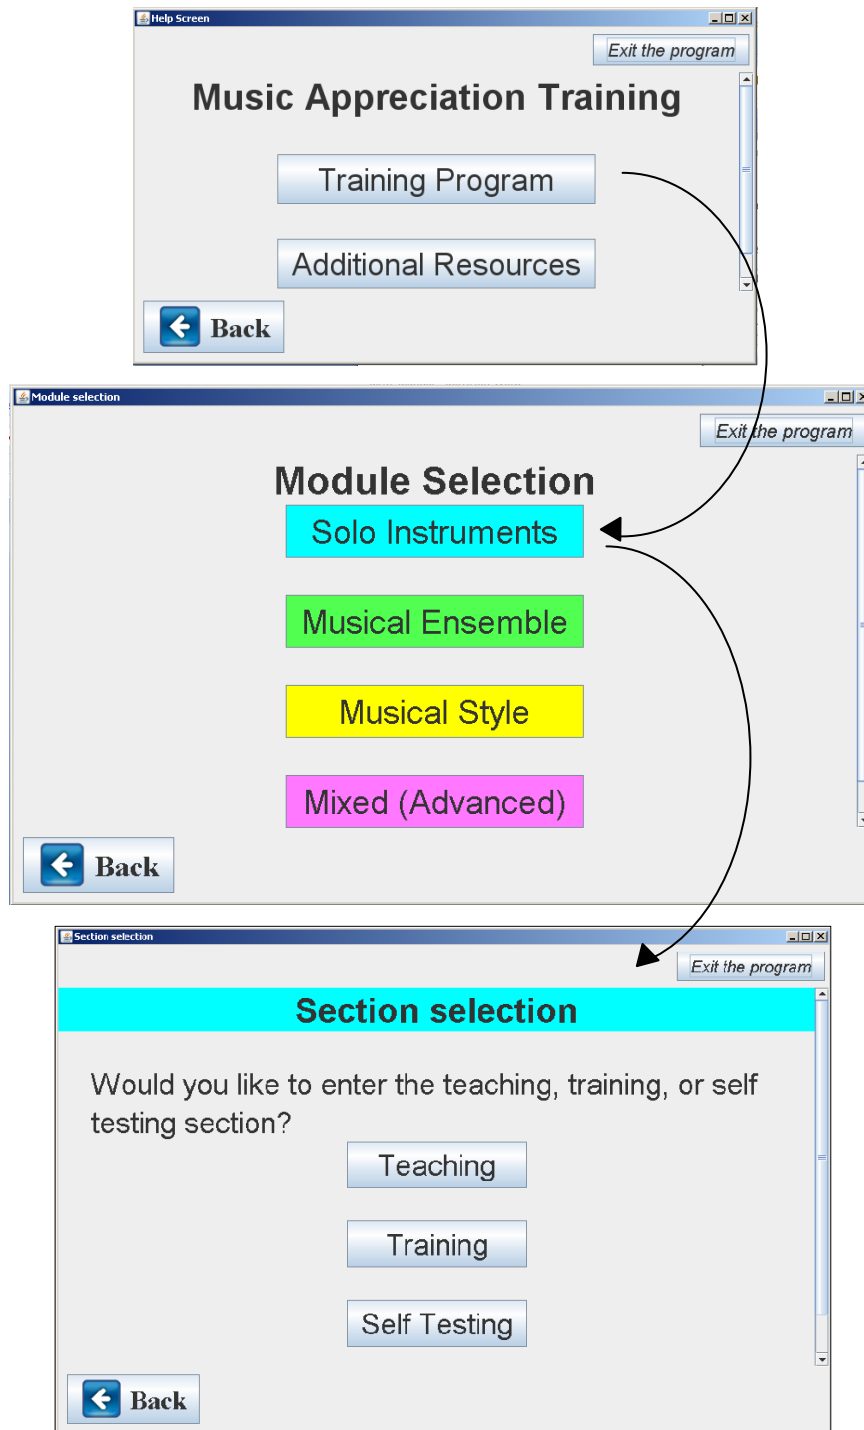 Help Screen
Exit the program
Music Appreciation Training
Training Program
Additional Resources
Back
Module selection
Exit the program
Module Selection
Solo Instruments
Musical Ensemble
Musical Style
Mixed (Advanced)
Back
Section selection
Exit the program
Section selection
Would you like to enter the teaching, training, or self
testing section?
Teaching
Training
Self Testing
Back